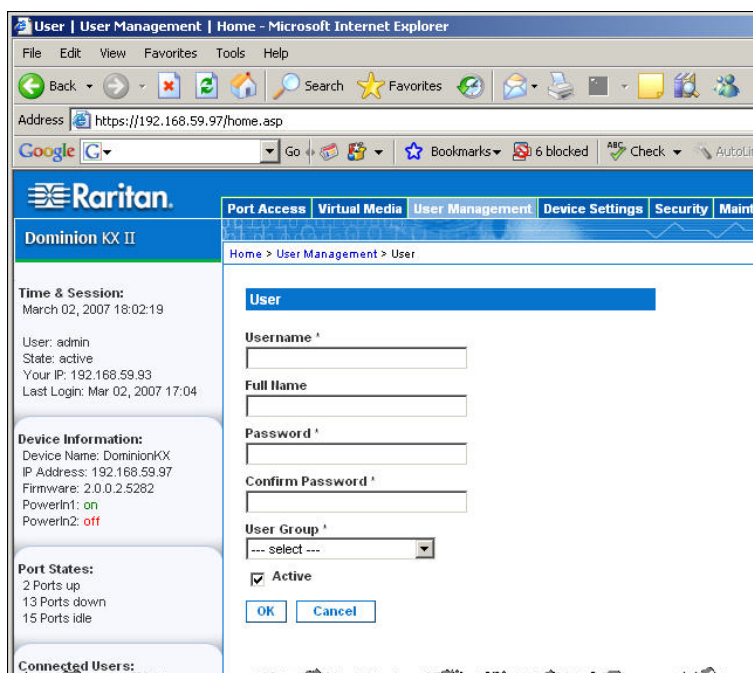 User | User Management | Home - Microsoft Internet Explorer
File Edit View Favorites Tools Help
Back Search Favorites
Address https://192.168.59.97/home.asp
Google G Go Bookmarks 6 blocked ABC Check
Raritan.
Port Access Virtual Media User Management Device Settings Security
Dominion KX II
Home > User Management > User
Time & Session:
March 02, 2007 18:02:19
User: admin
State: active
Your IP: 192.168.59.93
Last Login: Mar 02, 2007 17:04
Device Information:
Device Name: DominionKX
IP Address: 192.168.59.97
Firmware: 2.0.0.2.5282
PowerIn1: on
PowerIn2: off
Port States:
2 Ports up
13 Ports down
15 Ports idle
Connected Users:
User
Username *
Full Name
Password *
Confirm Password *
User Group *
--- select ---
Active
OK Cancel